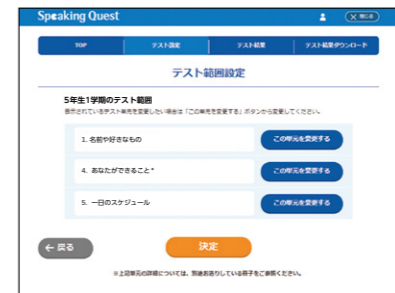 Speaking Quest
× 閉じる
TOP テスト設定 テスト結果 テスト結果ダウンロード
テスト範囲設定
5年生1学期のテスト範囲
表示されているテスト単元を変更したい場合は「この単元を変更する」ボタンから変更してください。
1. 名前や好きなもの この単元を変更する
4. あなたができること* この単元を変更する
5. 一日のスケジュール この単元を変更する
← 戻る 決定
※上記単元の詳細については、別途お送りしている冊子をご参照ください。